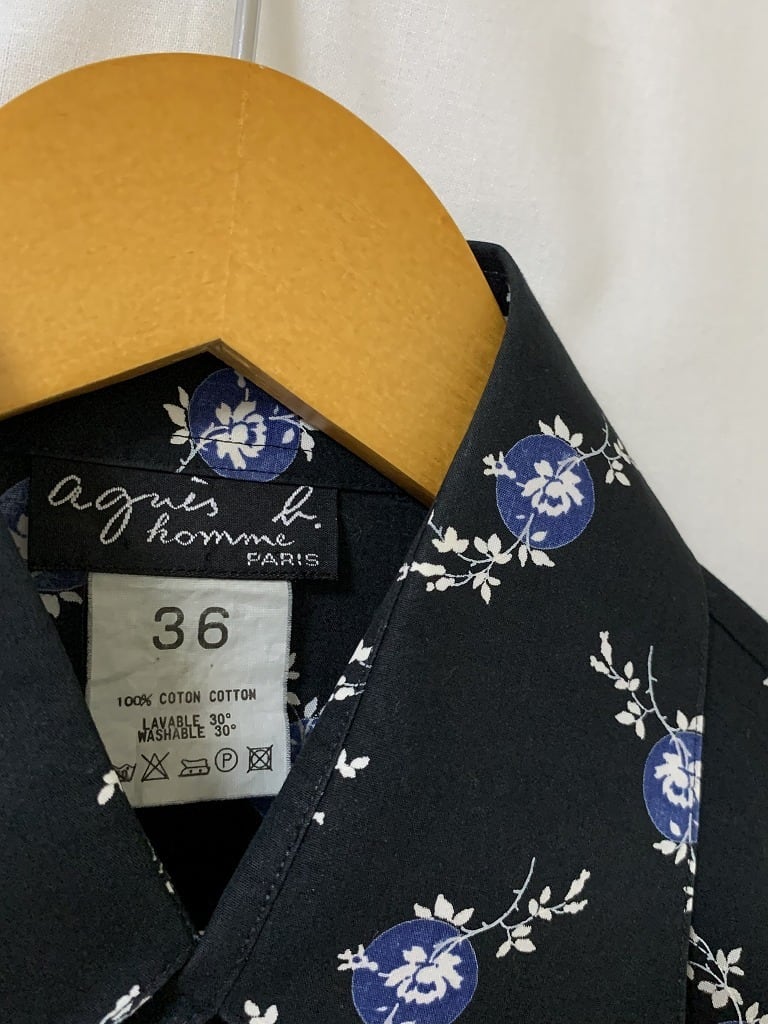 agnès b.
homme
PARIS
36
100% COTON COTTON
LAVABLE 30°
WASHABLE 30°
P